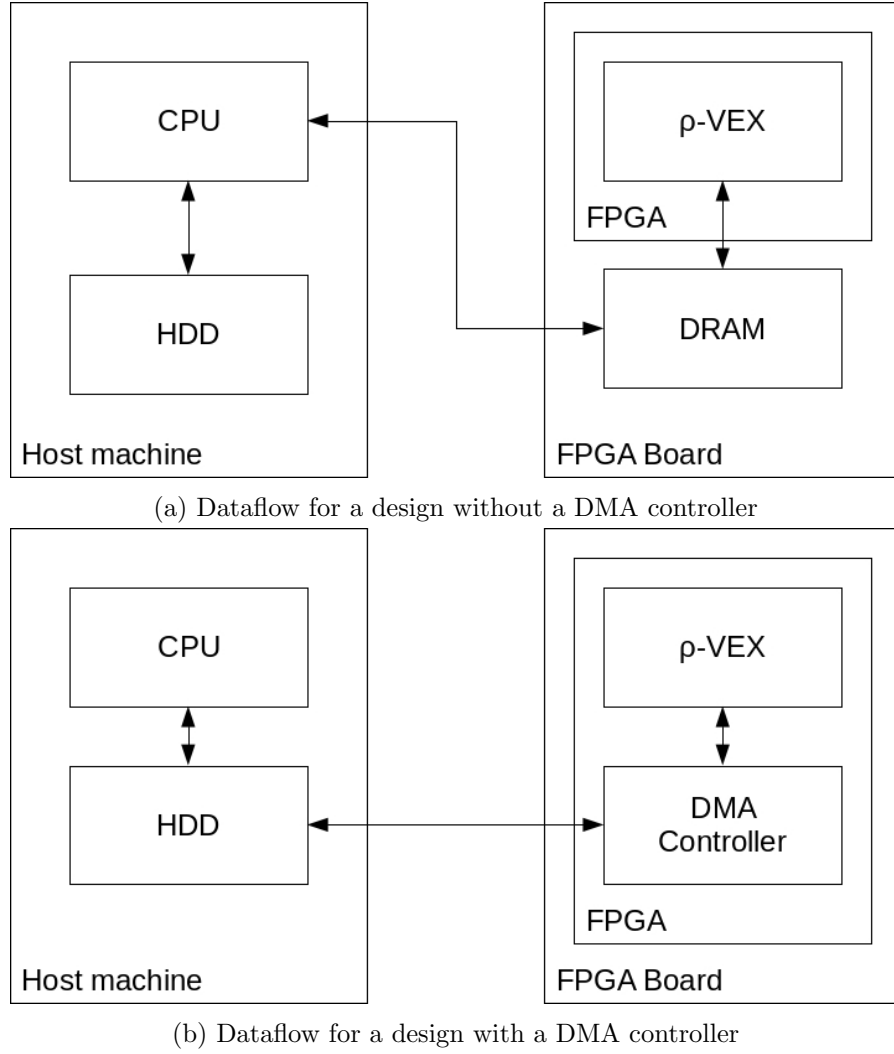 CPU
ρ-VEX
FPGA
HDD
DRAM
Host machine
FPGA Board
(a) Dataflow for a design without a DMA controller
CPU
ρ-VEX
HDD
DMA
Controller
FPGA
Host machine
FPGA Board
(b) Dataflow for a design with a DMA controller